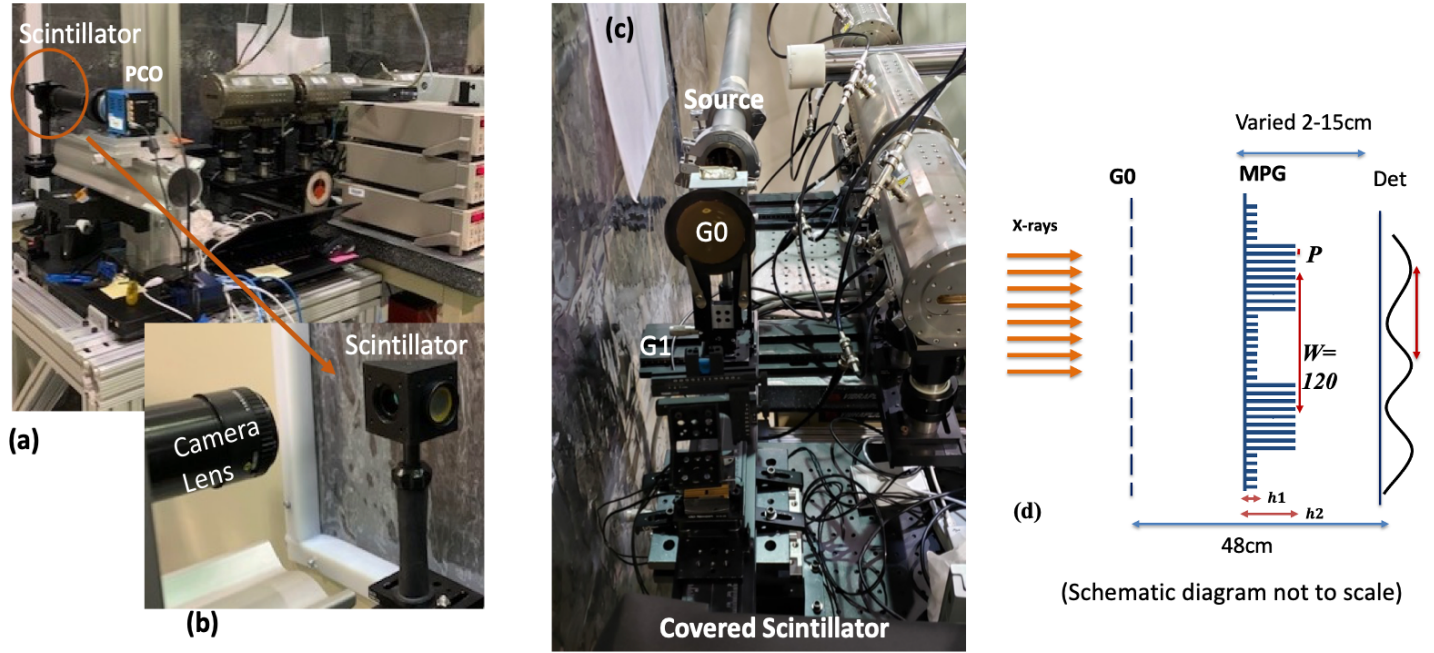 Scintillator
PCO
(a)
Scintillator
Camera
Lens
(b)
(c)
Source
G0
G1
Covered Scintillator
Varied 2-15cm
G0
MPG
Det
X-rays
P
W=
120
h1
h2
(d)
48cm
(Schematic diagram not to scale)